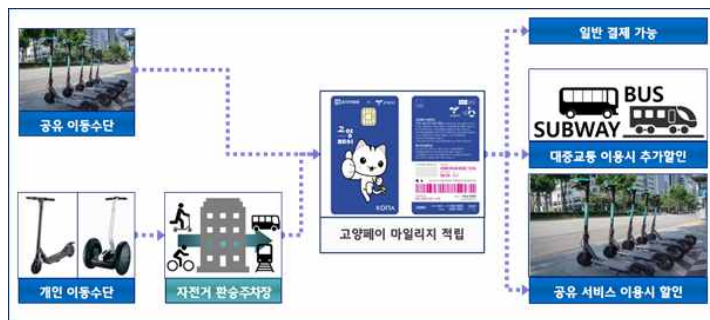 공유 이동수단
개인 이동수단
자전거 환승주차장
고양
페이
KONA
고양페이 마일리지 적립
일반 결제 가능
BUS
SUBWAY
대중교통 이용시 추가할인
공유 서비스 이용시 할인